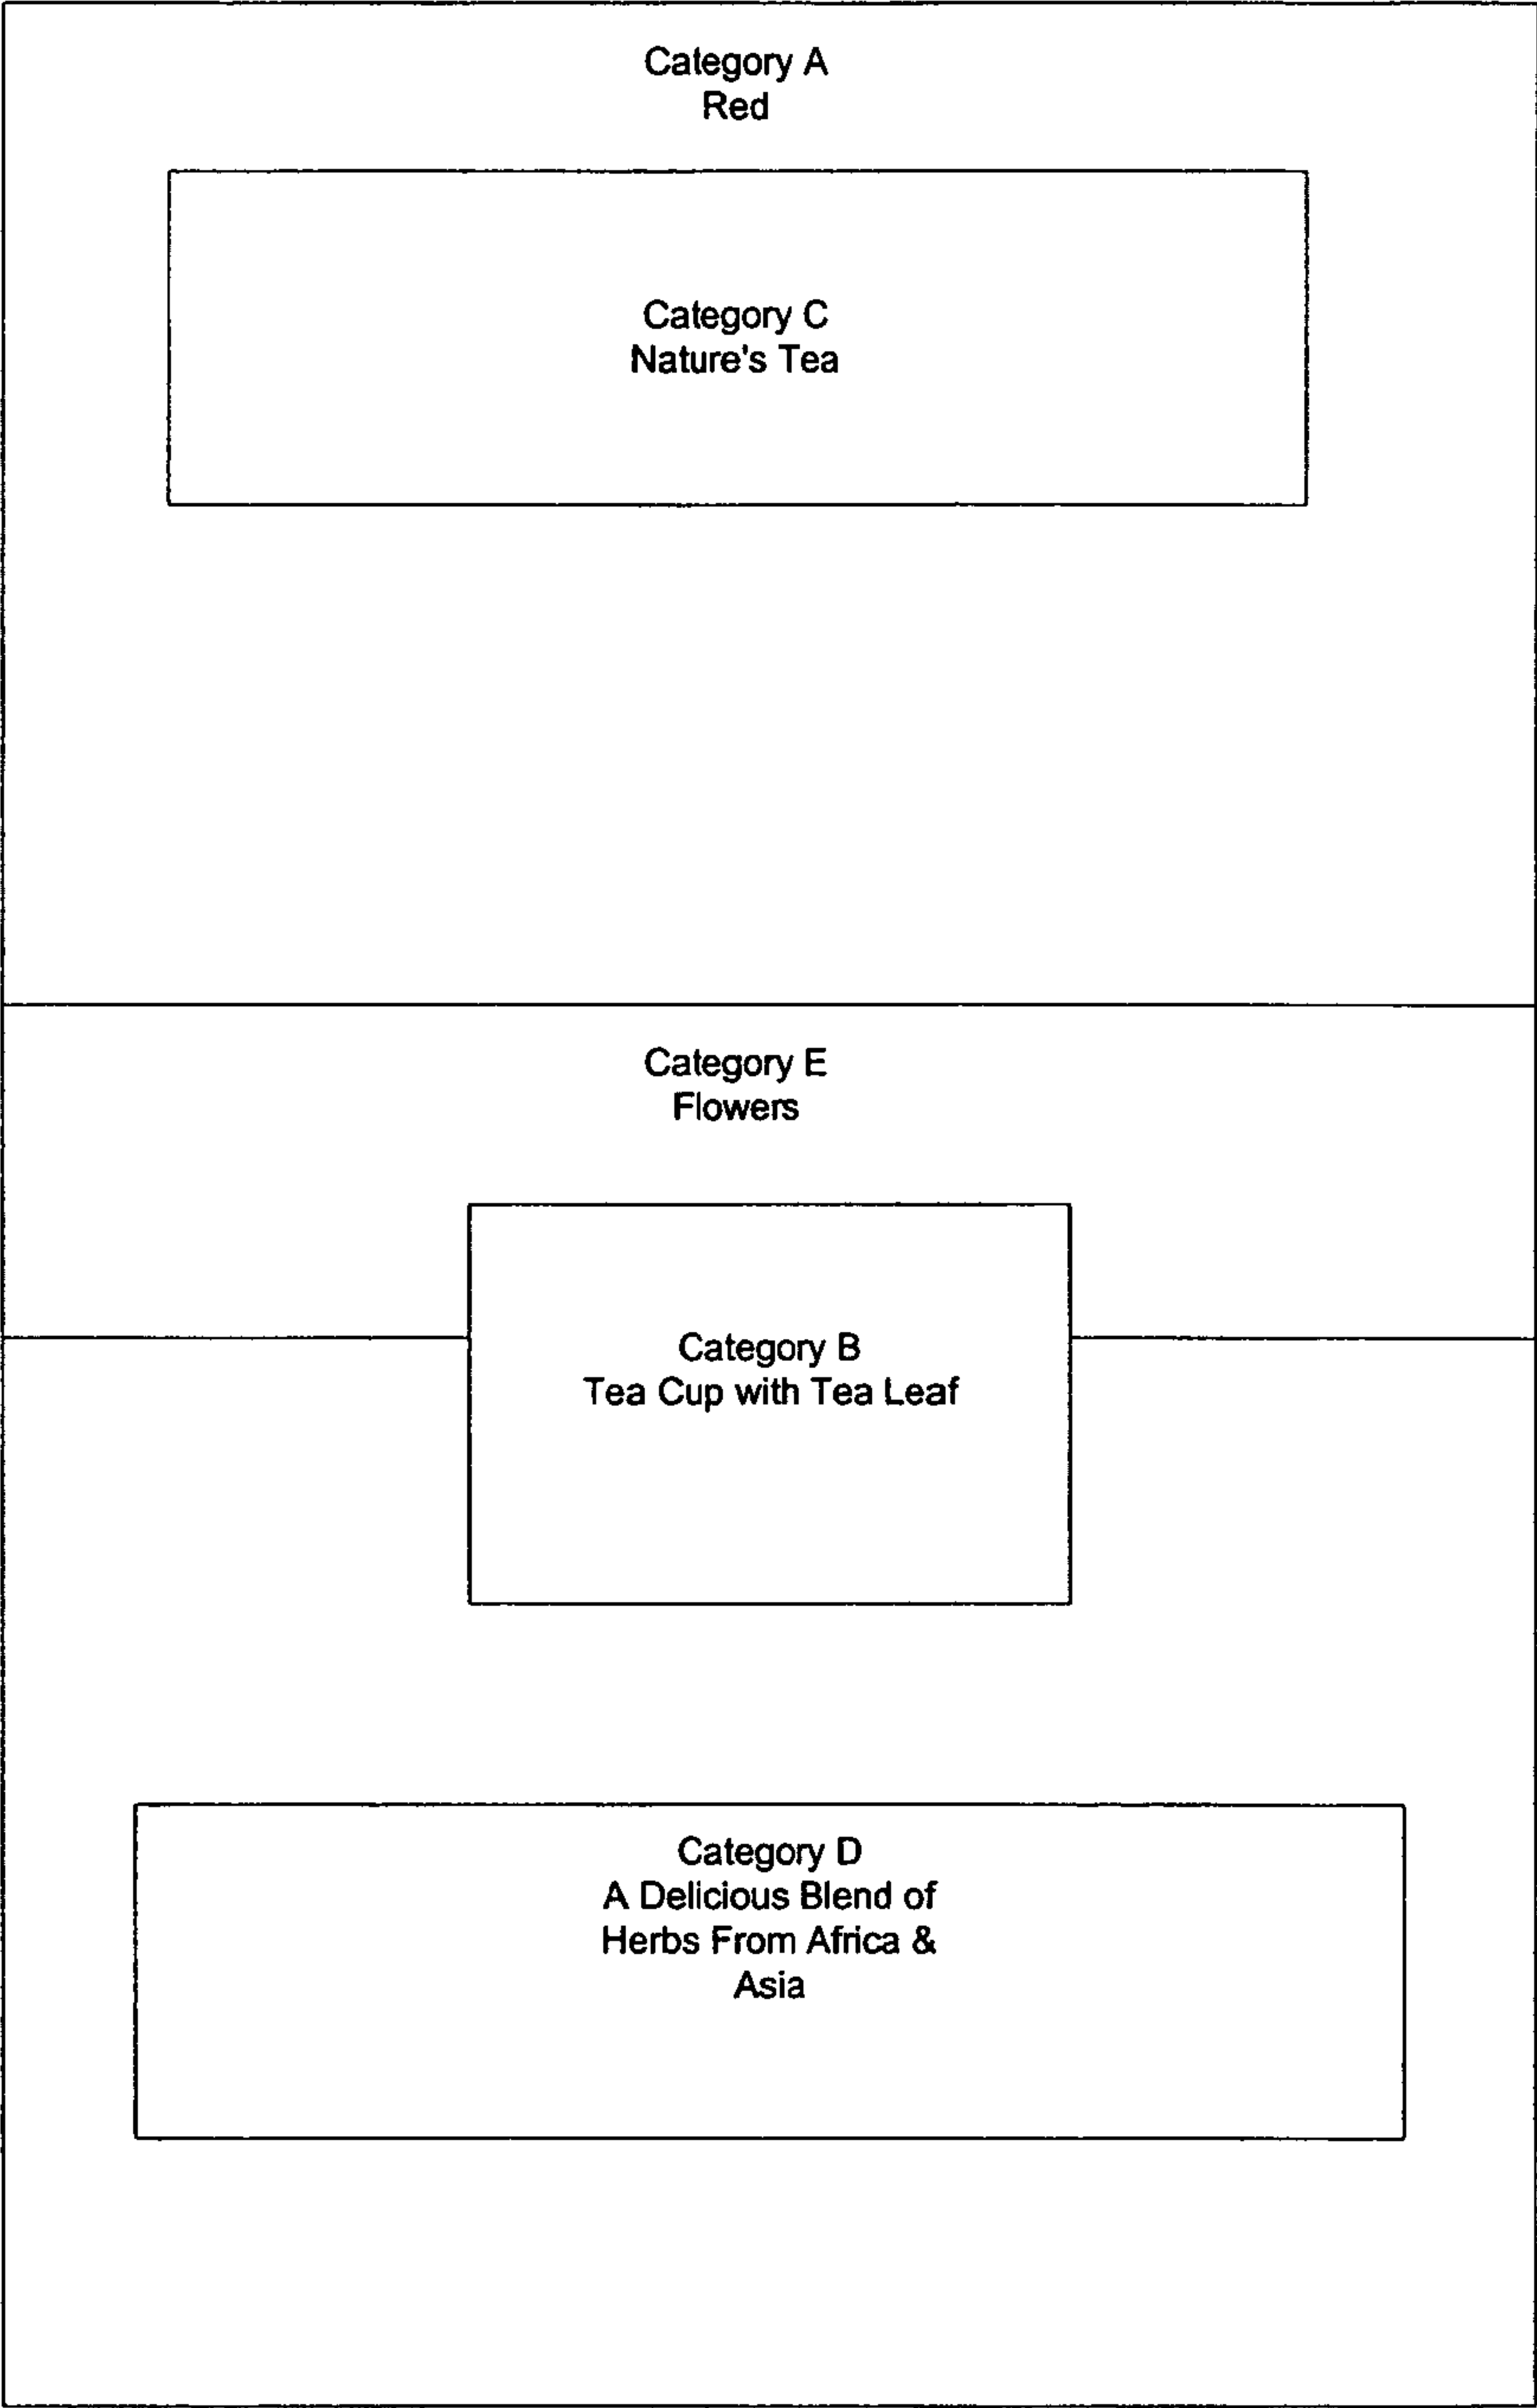 Category A
Red
Category C
Nature's Tea
Category E
Flowers
Category B
Tea Cup with Tea Leaf
Category D
A Delicious Blend of
Herbs From Africa &
Asia